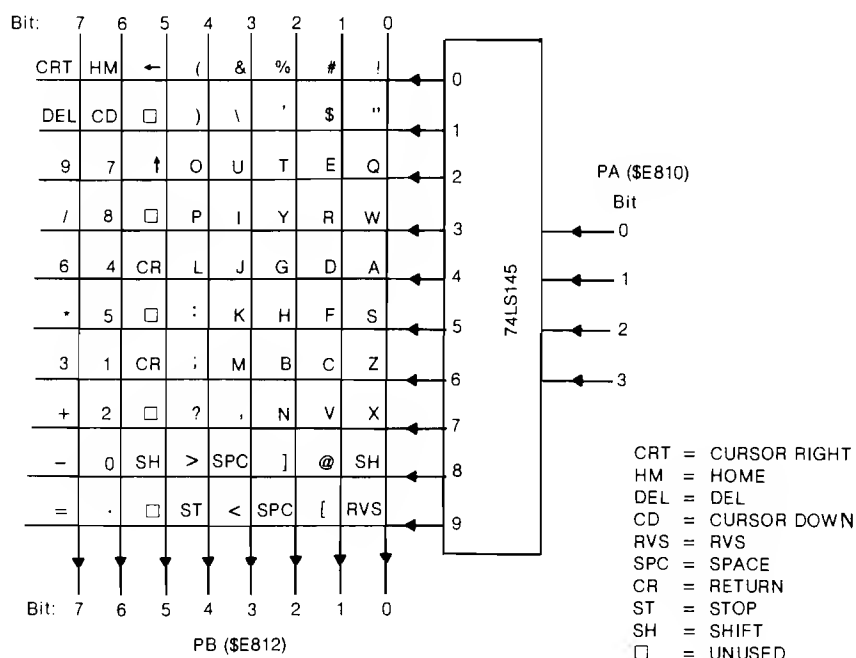 Bit: 7 6 5 4 3 2 1 0
CRT HM ← ( & % # ! 0
DEL CD □ ) \ ' $ " 1
9 7 ↑ O U T E Q 2
/ 8 □ P I Y R W 3
6 4 CR L J G D A 4
* 5 □ : K H F S 5
3 1 CR ; M B C Z 6
+ 2 □ ? , N V X 7
- 0 SH > SPC ] @ SH 8
= . □ ST < SPC [ RVS 9
Bit: 7 6 5 4 3 2 1 0
PB ($E812)
74LS145
PA ($E810)
Bit
0
1
2
3
CRT = CURSOR RIGHT
HM = HOME
DEL = DEL
CD = CURSOR DOWN
RVS = RVS
SPC = SPACE
CR = RETURN
ST = STOP
SH = SHIFT
□ = UNUSED